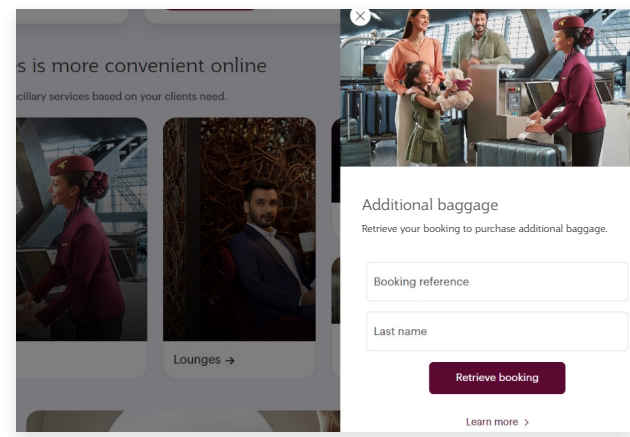 s is more convenient online
cillary services based on your clients need.
Lounges →
Additional baggage
Retrieve your booking to purchase additional baggage.
Booking reference
Last name
Retrieve booking
Learn more >